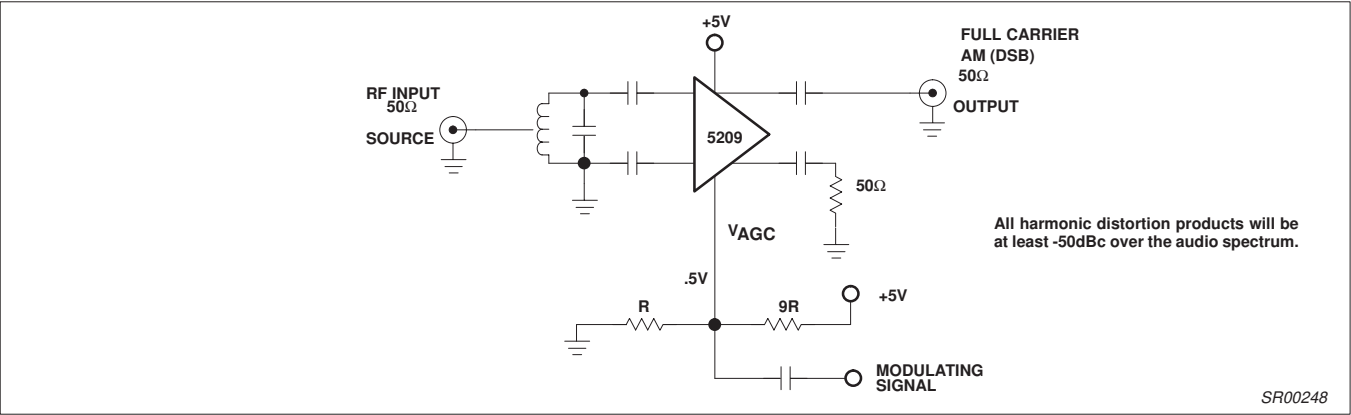 +5V
FULL CARRIER
AM (DSB)
50Ω
OUTPUT
RF INPUT
50Ω
SOURCE
5209
50Ω
All harmonic distortion products will be
at least -50dBc over the audio spectrum.
VAGC
.5V
R
9R
+5V
MODULATING
SIGNAL
SR00248